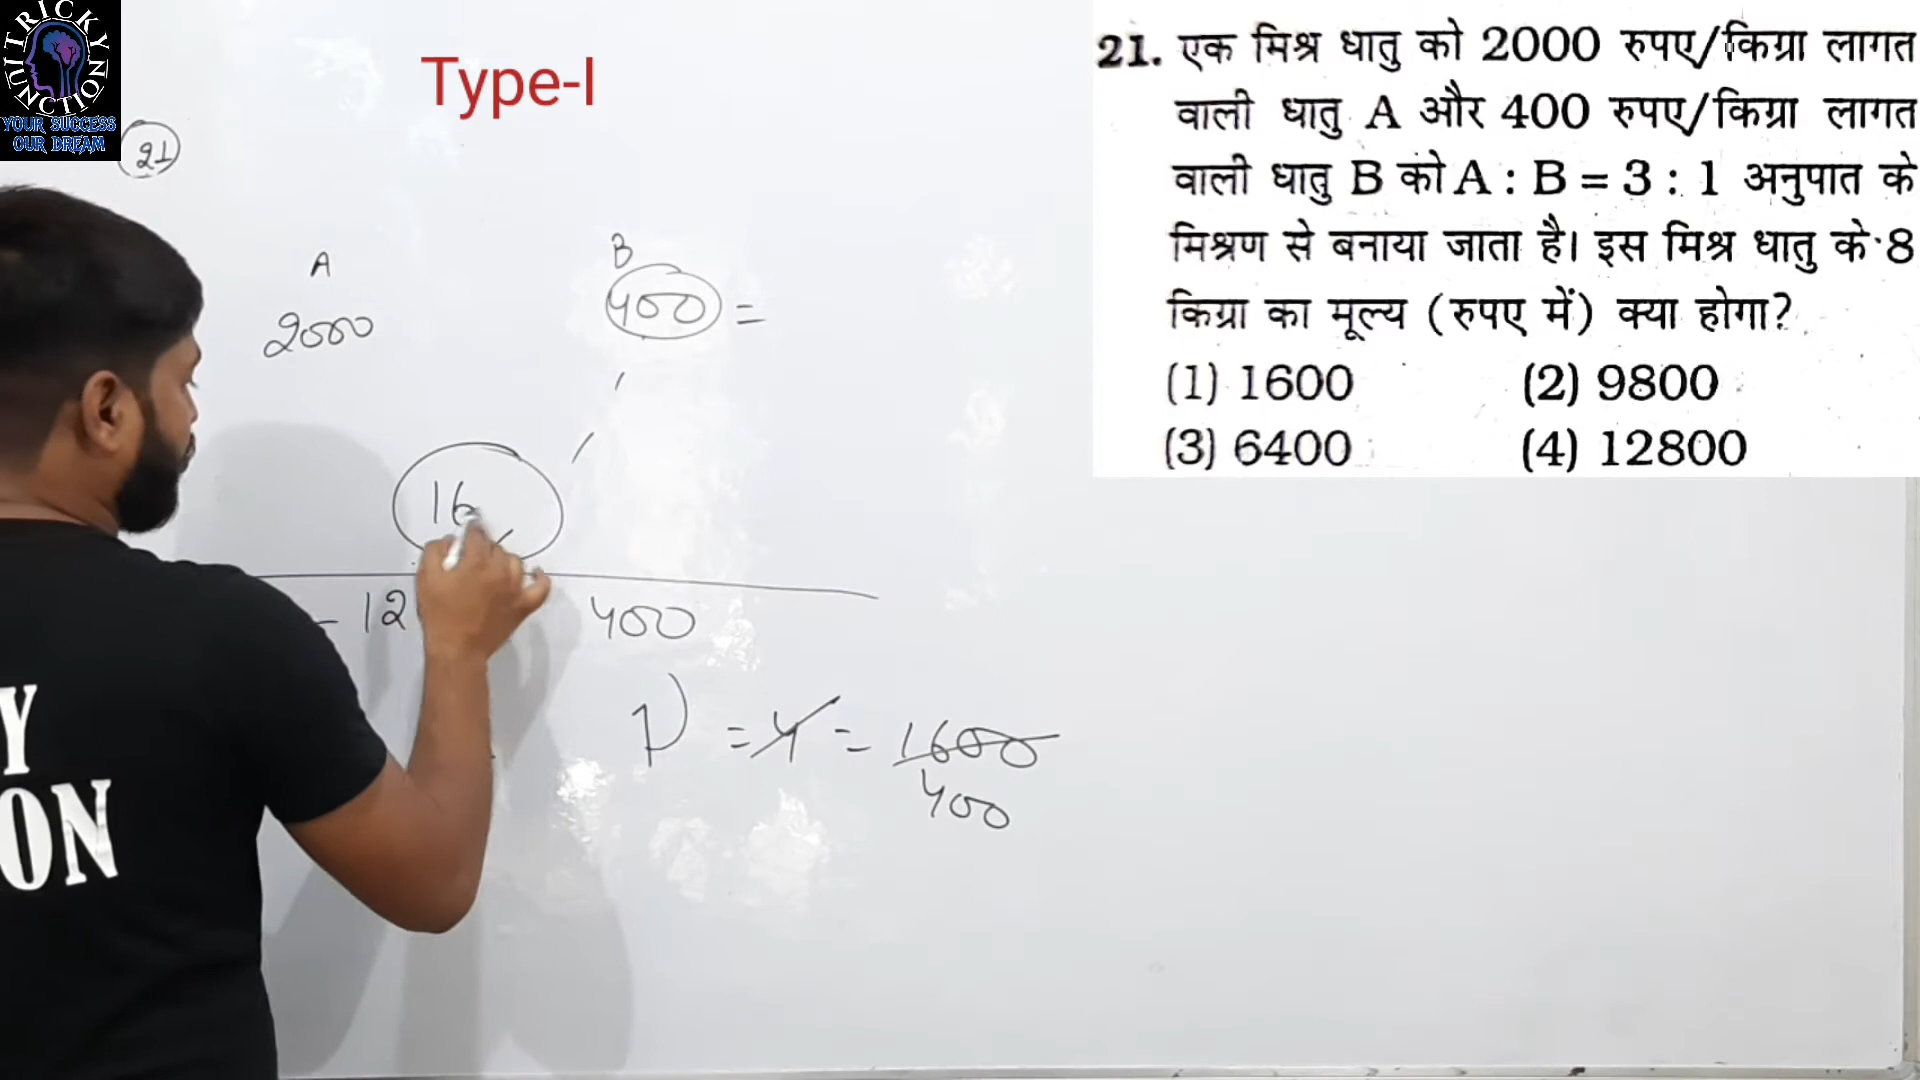 TRICKY
JUNCTION
YOUR SUCCESS
OUR DREAM
Type-I
21. एक मिश्र धातु को 2000 रुपए/किग्रा लागत
वाली धातु A और 400 रुपए/किग्रा लागत
वाली धातु B को A : B = 3 : 1 अनुपात के
मिश्रण से बनाया जाता है। इस मिश्र धातु के 8
किग्रा का मूल्य (रुपए में) क्या होगा?
(1) 1600 (2) 9800
(3) 6400 (4) 12800
21
A B
2000 400 =
16
- 12 400
= 4 = 1600
400
Y
ON